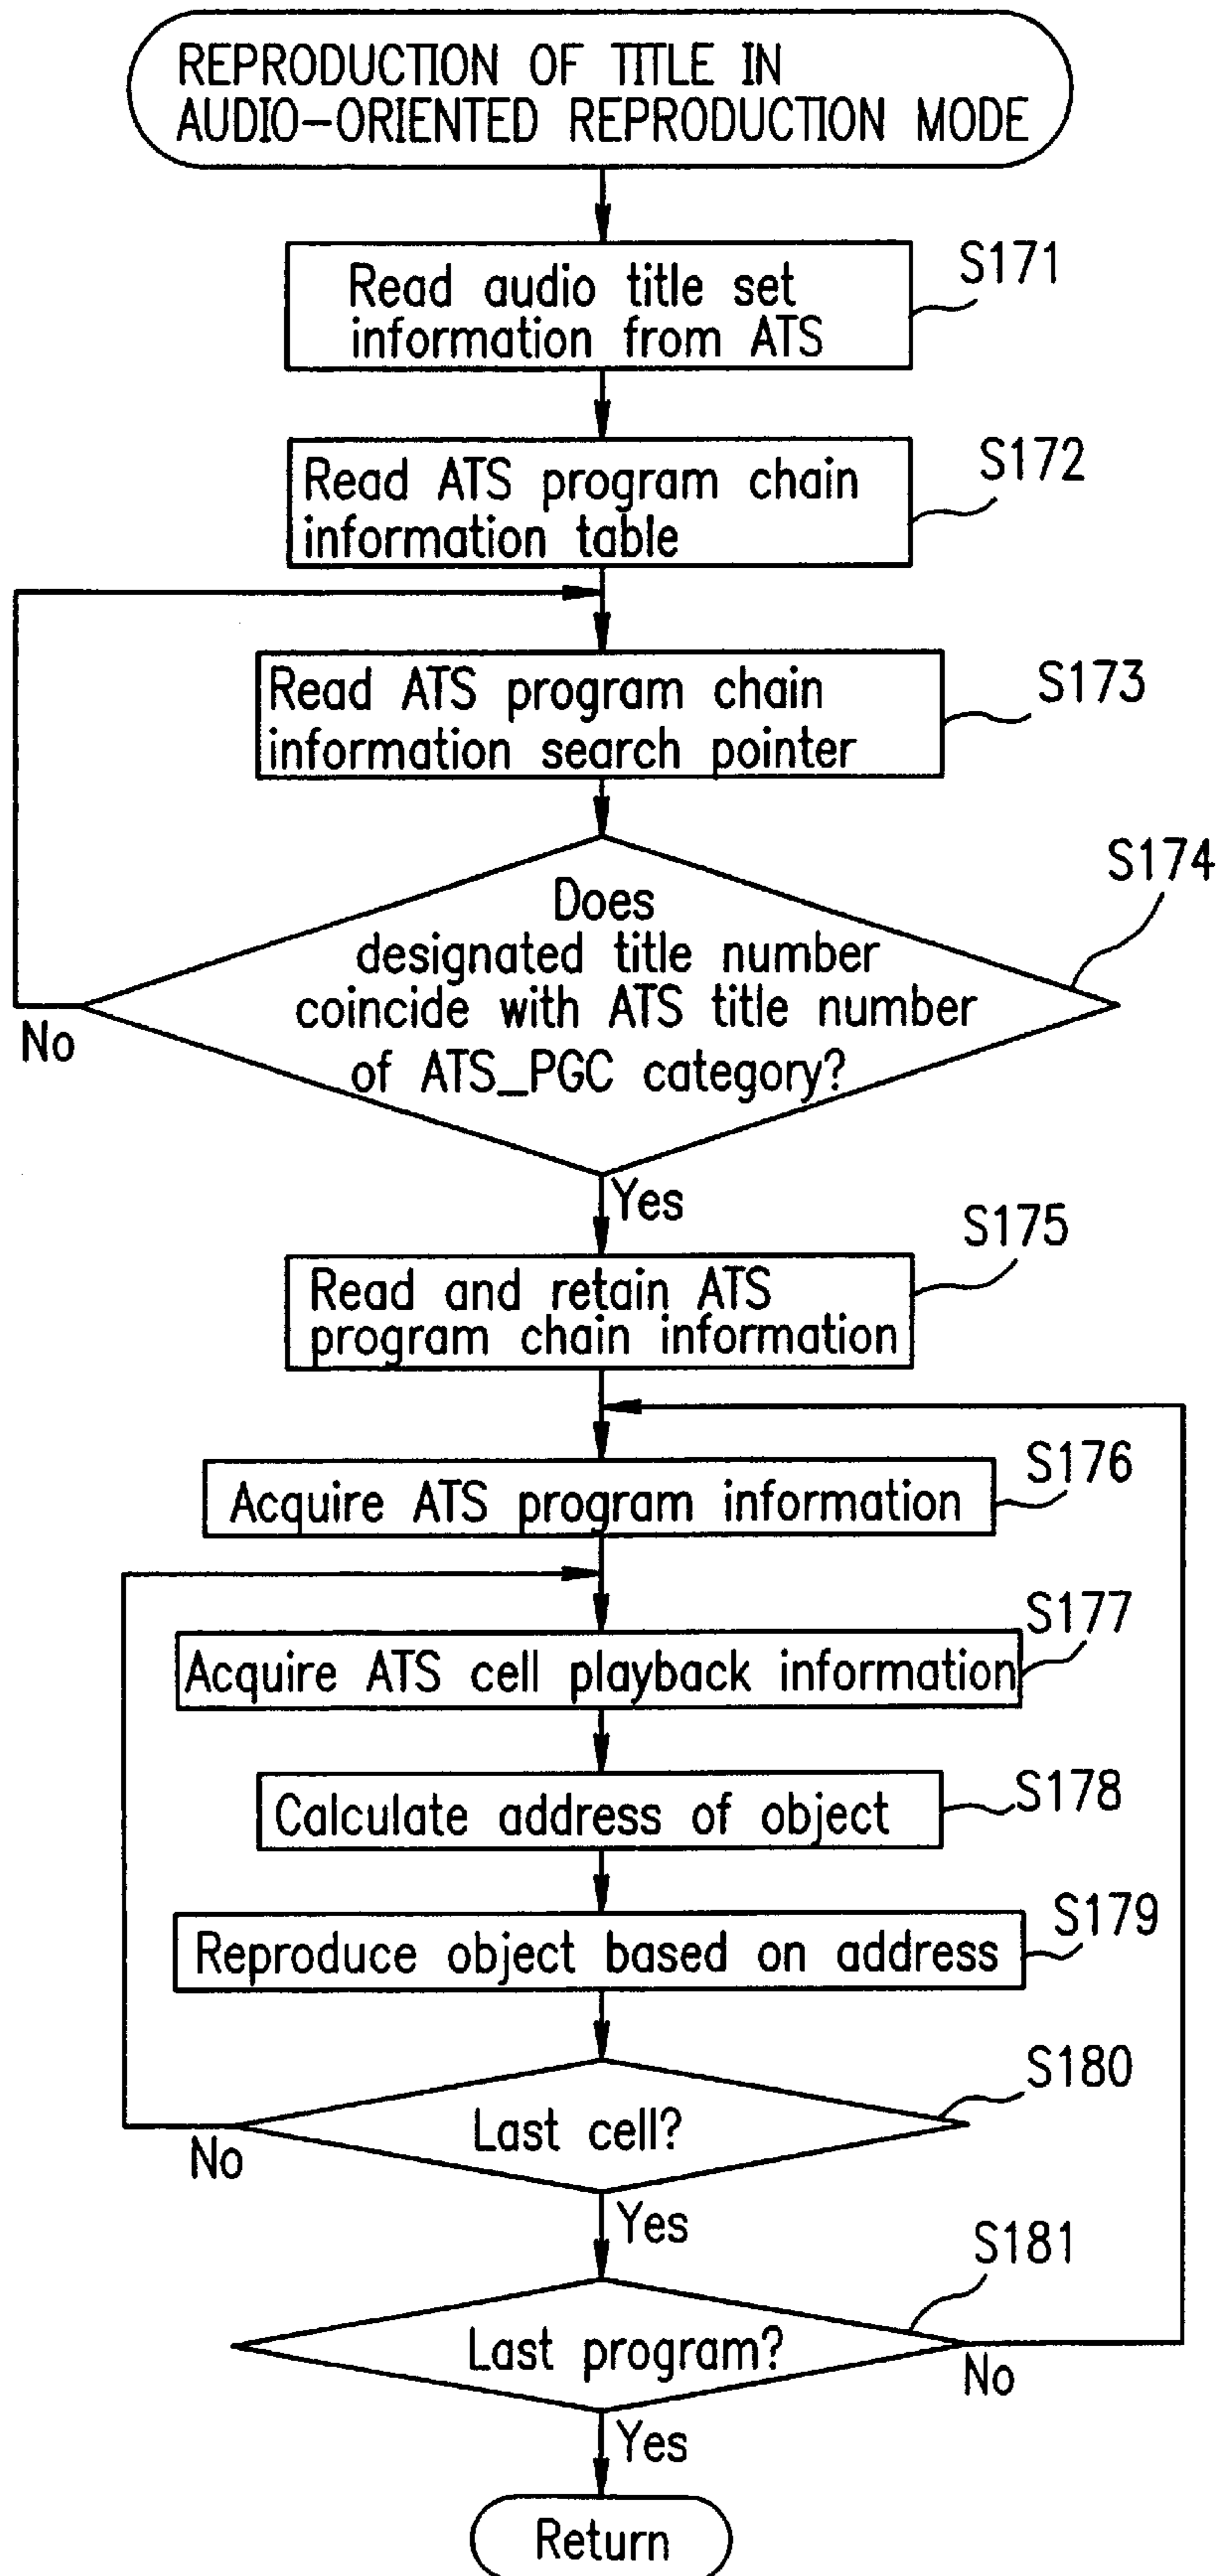 REPRODUCTION OF TITLE IN
AUDIO-ORIENTED REPRODUCTION MODE
S171
Read audio title set
information from ATS
S172
Read ATS program chain
information table
S173
Read ATS program chain
information search pointer
S174
Does
designated title number
coincide with ATS title number
of ATS_PGC category?
No
Yes
S175
Read and retain ATS
program chain information
S176
Acquire ATS program information
S177
Acquire ATS cell playback information
S178
Calculate address of object
S179
Reproduce object based on address
S180
Last cell?
No
Yes
S181
Last program?
No
Yes
Return